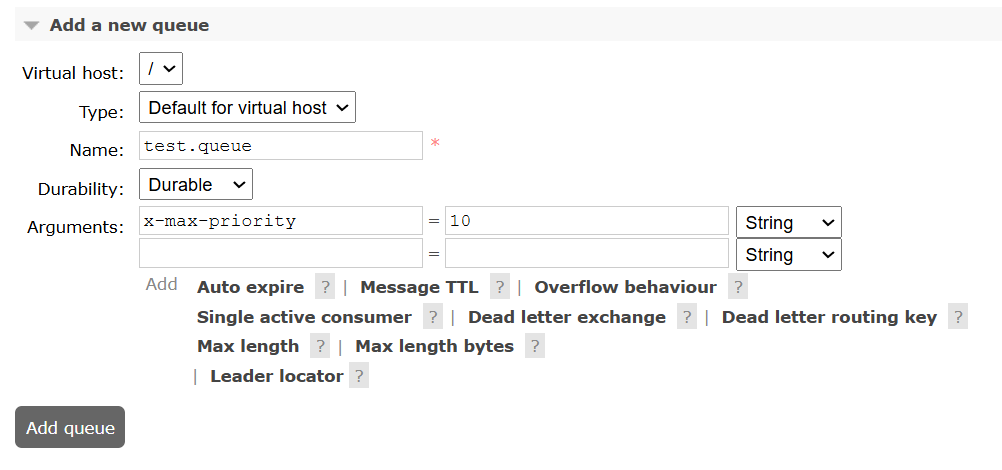 Add a new queue
Virtual host: /
Type: Default for virtual host
Name: test.queue *
Durability: Durable
Arguments: x-max-priority = 10 String
= String
Add Auto expire ? | Message TTL ? | Overflow behaviour ?
Single active consumer ? | Dead letter exchange ? | Dead letter routing key ?
Max length ? | Max length bytes ?
| Leader locator ?
Add queue